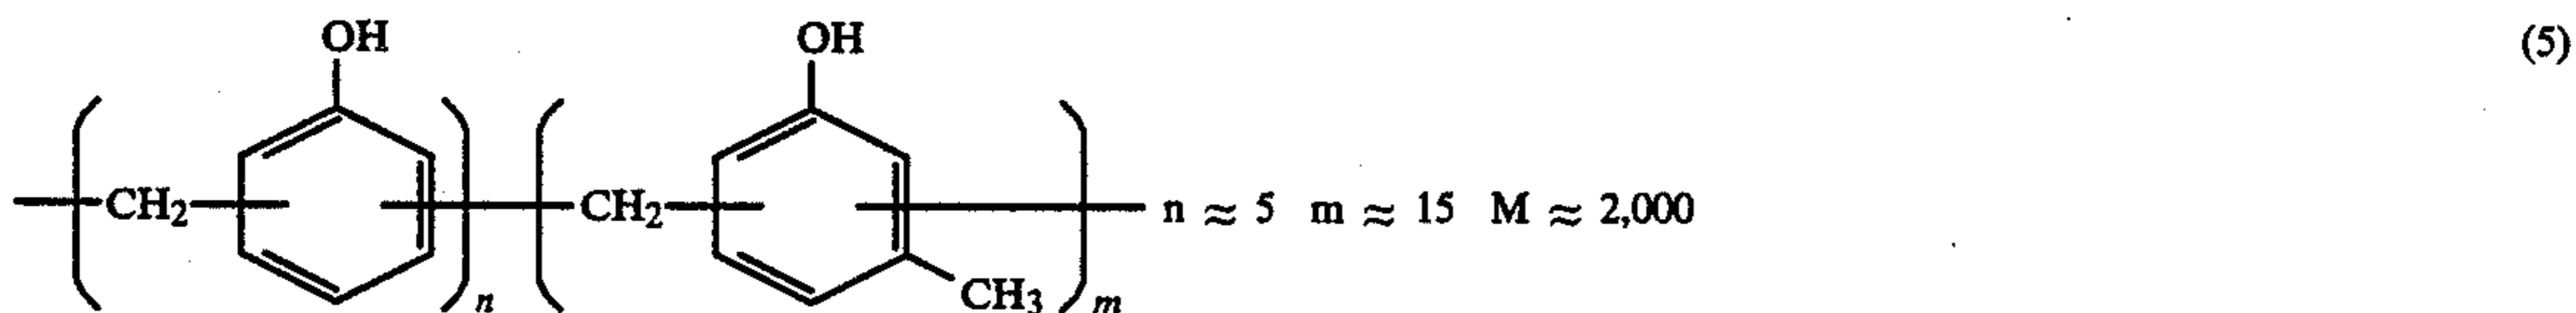 OH OH (5)
CH2 CH2 n ≈ 5 m ≈ 15 M ≈ 2,000
n CH3 m